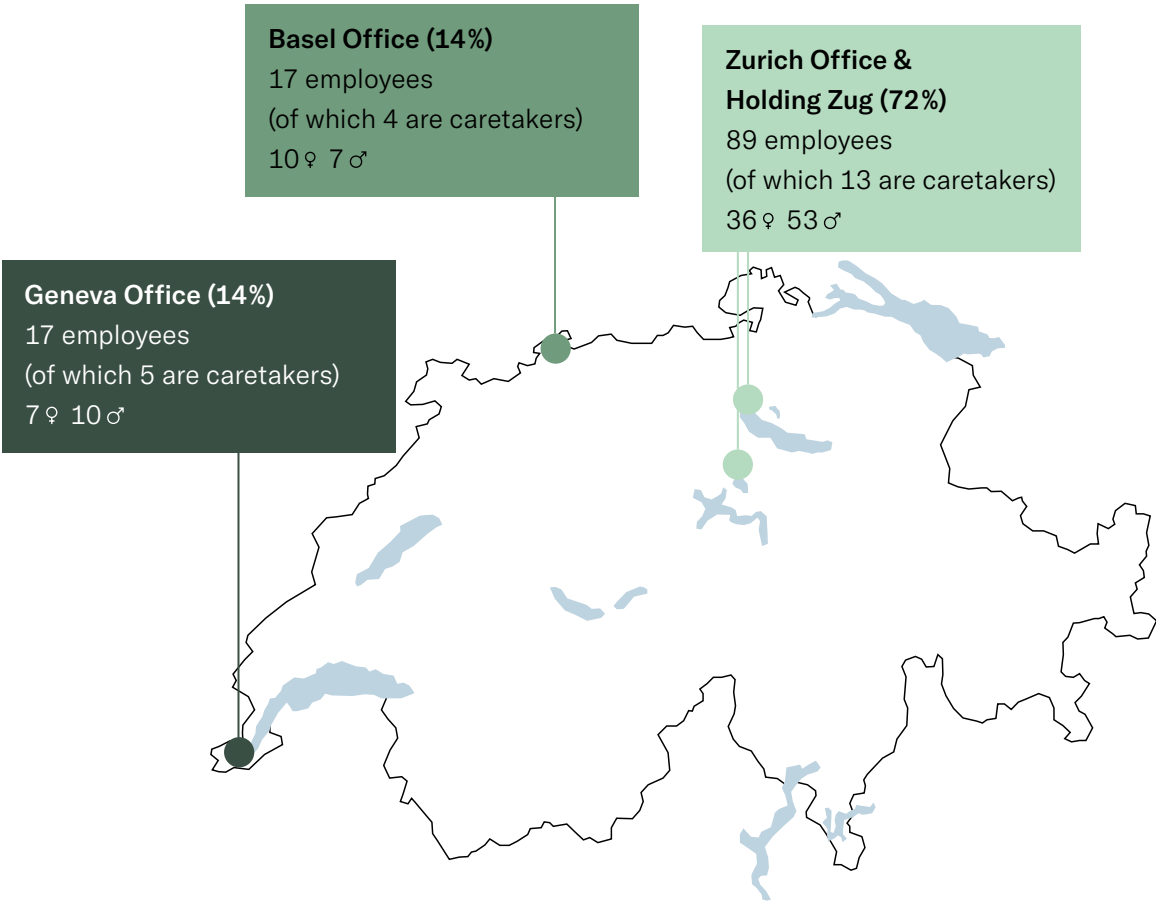 Basel Office (14%)
17 employees
(of which 4 are caretakers)
10♀ 7♂
Zurich Office &
Holding Zug (72%)
89 employees
(of which 13 are caretakers)
36♀ 53♂
Geneva Office (14%)
17 employees
(of which 5 are caretakers)
7♀ 10♂